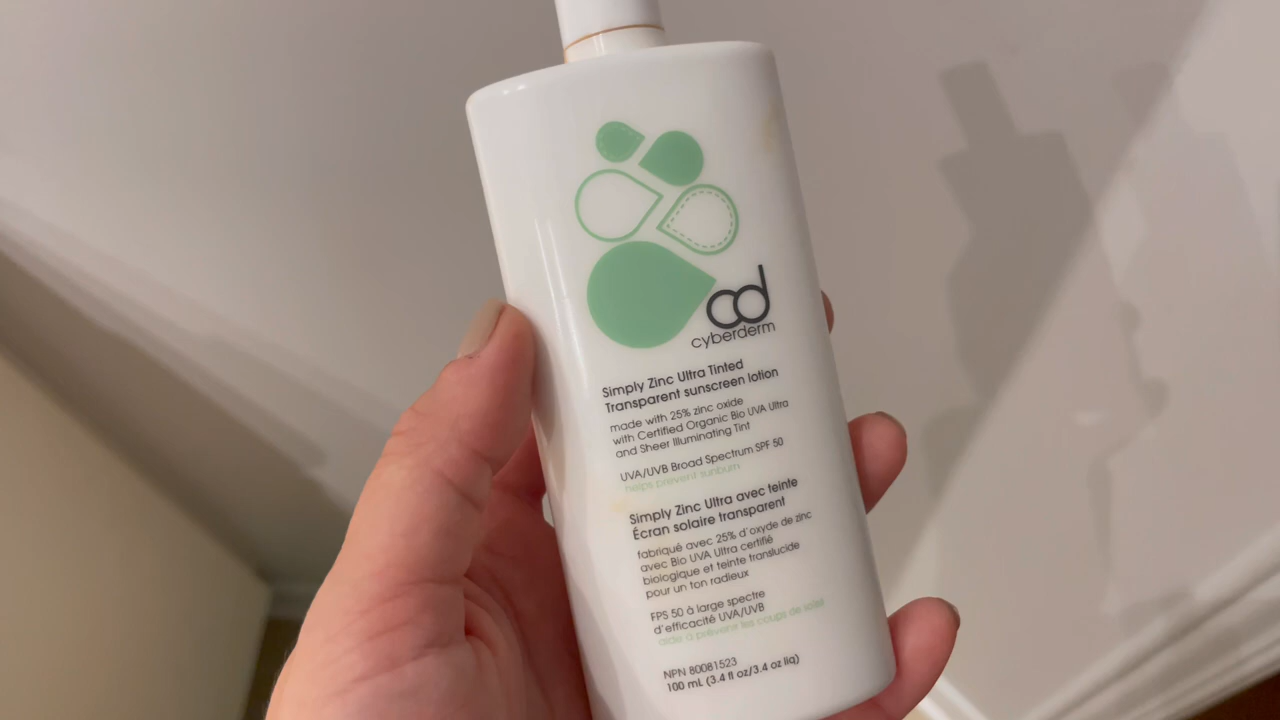 cd
cyberderm
Simply Zinc Ultra Tinted
Transparent sunscreen lotion
made with 25% zinc oxide
with Certified Organic Bio UVA Ultra
and Sheer Illuminating Tint
UVA/UVB Broad Spectrum SPF 50
helps prevent sunburn
Simply Zinc Ultra avec teinte
Écran solaire transparent
fabriqué avec 25% d'oxyde de zinc
avec Bio UVA Ultra certifié
biologique et teinte translucide
pour un ton radieux
FPS 50 à large spectre
d'efficacité UVA/UVB
aide à prévenir les coups de soleil
NPN 80081523
100 mL (3.4 fl oz/3.4 oz liq)